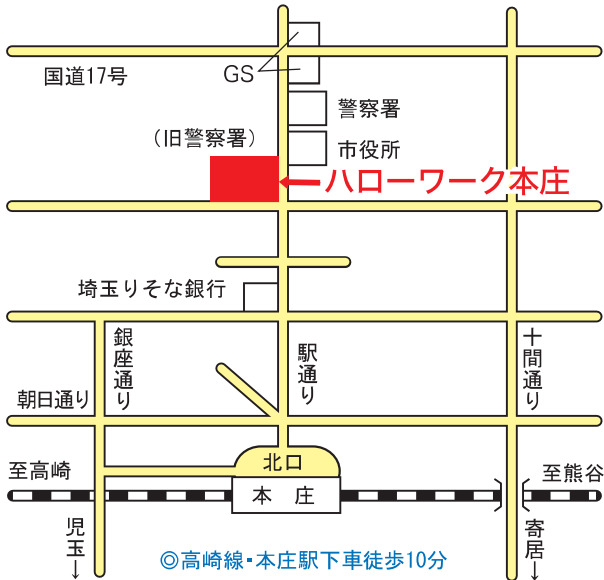 国道17号
GS
警察署
(旧警察署)
市役所
ハローワーク本庄
埼玉りそな銀行
銀座通り
駅通り
十間通り
朝日通り
北口
至高崎
本 庄
至熊谷
児玉↓
寄居↓
◎高崎線・本庄駅下車徒歩10分